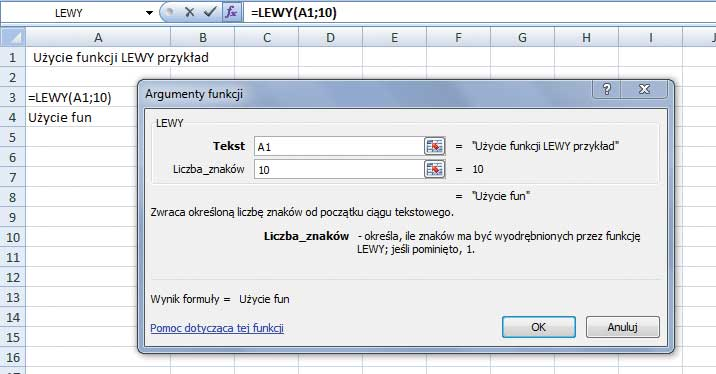 LEWY =LEWY(A1;10)
A B C D E F G H I J
1 Użycie funkcji LEWY przykład
2
3 =LEWY(A1;10)
4 Użycie fun
5
6
7
8
9
10
11
12
13
14
15
16
17
Argumenty funkcji
LEWY
Tekst A1 = "Użycie funkcji LEWY przykład"
Liczba_znaków 10 = 10
= "Użycie fun"
Zwraca określoną liczbę znaków od początku ciągu tekstowego.
Liczba_znaków - określa, ile znaków ma być wyodrębnionych przez funkcję
LEWY; jeśli pominięto, 1.
Wynik formuły = Użycie fun
Pomoc dotycząca tej funkcji
OK Anuluj